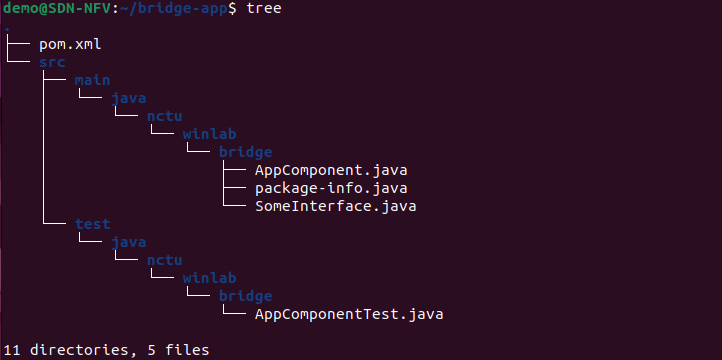 demo@SDN-NFV:~/bridge-app$ tree
.
├── pom.xml
└── src
    ├── main
    │   └── java
    │       └── nctu
    │           └── winlab
    │               └── bridge
    │                   ├── AppComponent.java
    │                   ├── package-info.java
    │                   └── SomeInterface.java
    └── test
        └── java
            └── nctu
                └── winlab
                    └── bridge
                        └── AppComponentTest.java
11 directories, 5 files